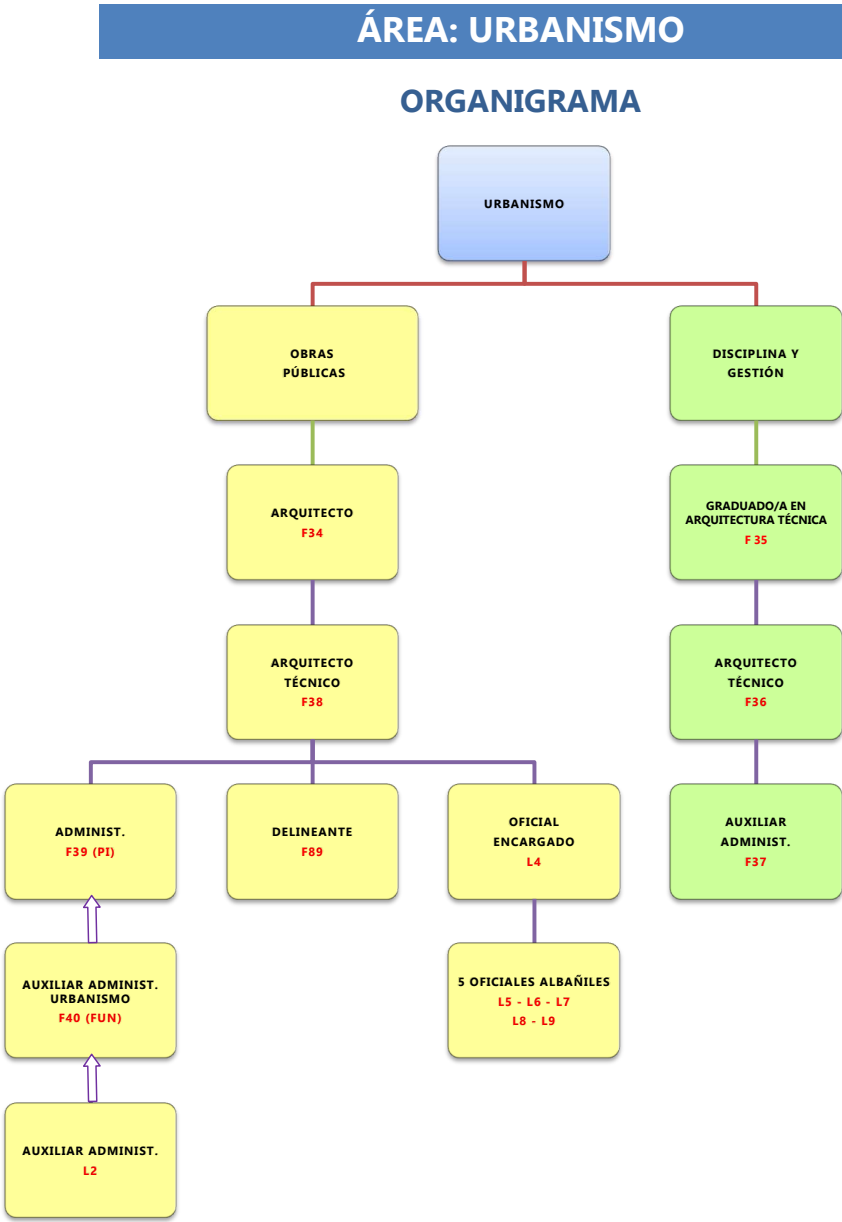 ÁREA: URBANISMO
ORGANIGRAMA
URBANISMO
OBRAS
PÚBLICAS
DISCIPLINA Y
GESTIÓN
ARQUITECTO
F34
GRADUADO/A EN
ARQUITECTURA TÉCNICA
F 35
ARQUITECTO
TÉCNICO
F38
ARQUITECTO
TÉCNICO
F36
ADMINIST.
F39 (PI)
DELINEANTE
F89
OFICIAL
ENCARGADO
L4
AUXILIAR
ADMINIST.
F37
AUXILIAR ADMINIST.
URBANISMO
F40 (FUN)
5 OFICIALES ALBAÑILES
L5 - L6 - L7
L8 - L9
AUXILIAR ADMINIST.
L2